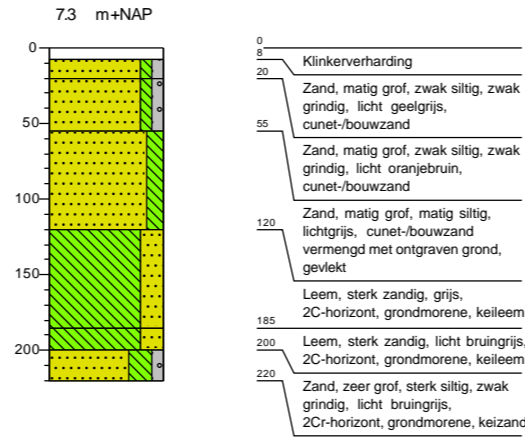 7.3 m+NAP
0
50
100
150
200
0
8
Klinkerverharding
20
Zand, matig grof, zwak siltig, zwak
grindig, licht geelgrijs,
cunet-/bouwzand
55
Zand, matig grof, zwak siltig, zwak
grindig, licht oranjebruin,
cunet-/bouwzand
120
Zand, matig grof, matig siltig,
lichtgrijs, cunet-/bouwzand
vermengd met ontgraven grond,
gevlekt
Leem, sterk zandig, grijs,
2C-horizont, grondmorene, keileem
185
Leem, sterk zandig, licht bruingrijs,
200
2C-horizont, grondmorene, keileem
220
Zand, zeer grof, sterk siltig, zwak
grindig, licht bruingrijs,
2Cr-horizont, grondmorene, keizand